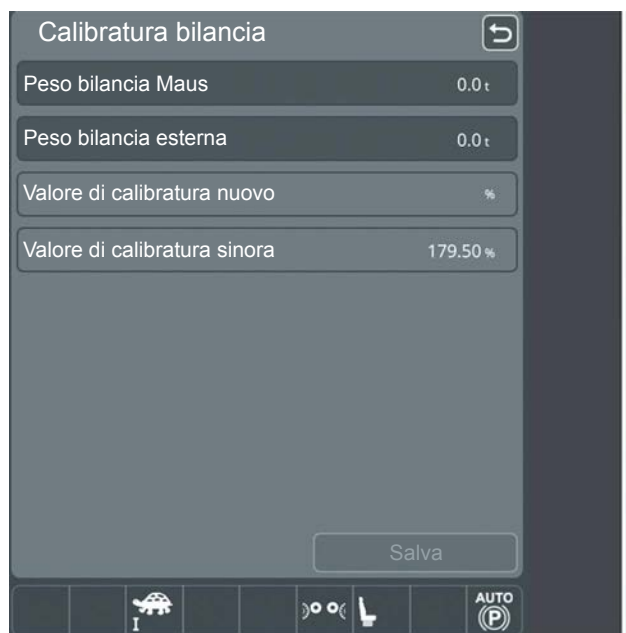 Calibratura bilancia
Peso bilancia Maus 0.0 t
Peso bilancia esterna 0.0 t
Valore di calibratura nuovo %
Valore di calibratura sinora 179.50 %
Salva
I
AUTO
P